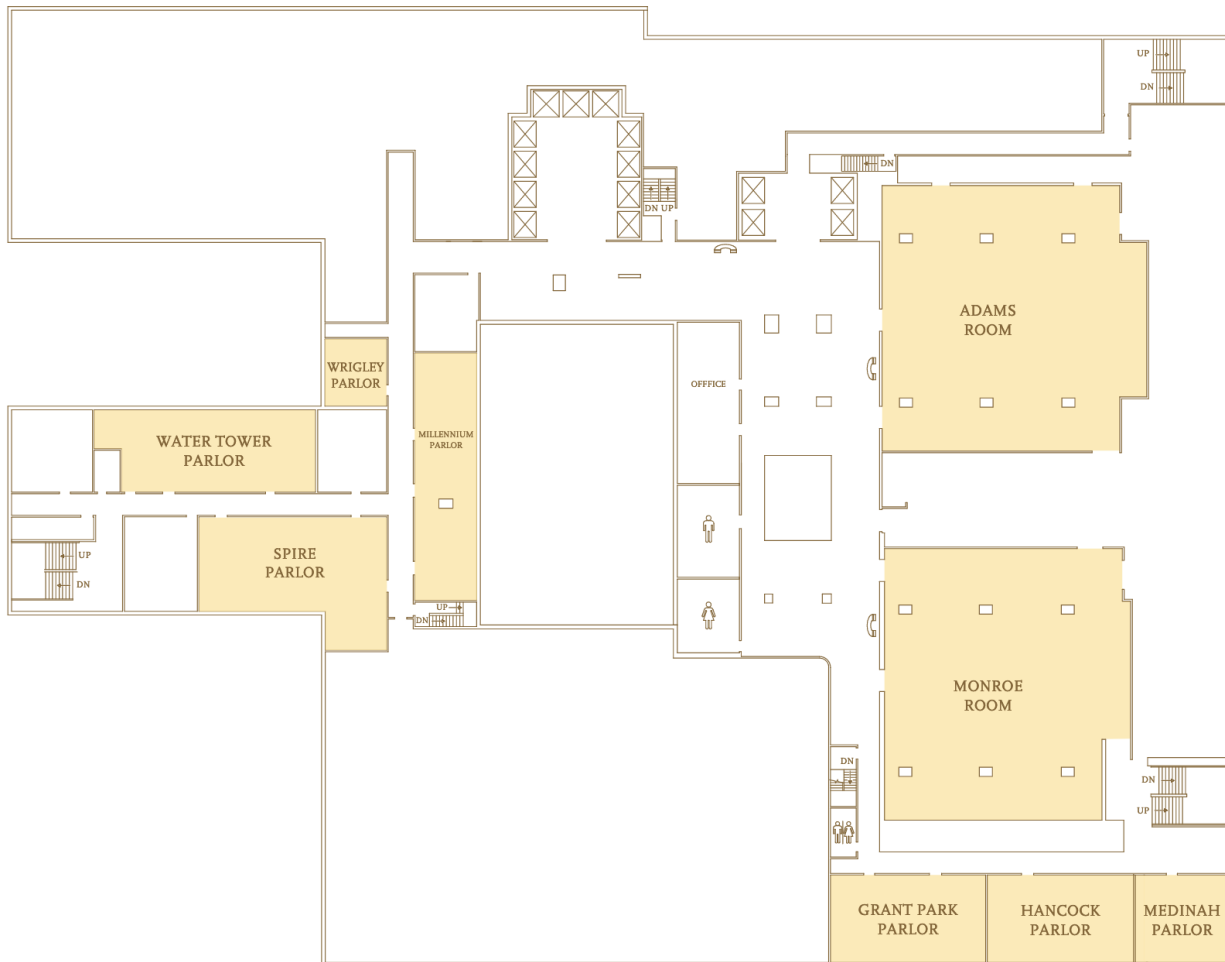 UP
DN
DN
DN UP
ADAMS
ROOM
WRIGLEY
PARLOR
OFFFICE
MILLENNIUM
PARLOR
WATER TOWER
PARLOR
SPIRE
PARLOR
UP
DN
UP
DN
MONROE
ROOM
DN
DN
UP
GRANT PARK
PARLOR
HANCOCK
PARLOR
MEDINAH
PARLOR